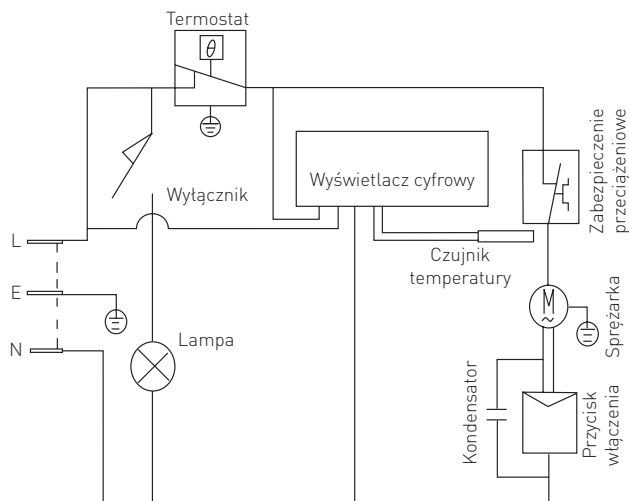 Termostat
θ
Wyświetlacz cyfrowy
Zabezpieczenie
przeciążeniowe
Wyłącznik
L
Czujnik
temperatury
E
M
~
Sprężarka
N
Lampa
Kondensator
Przycisk
włączenia